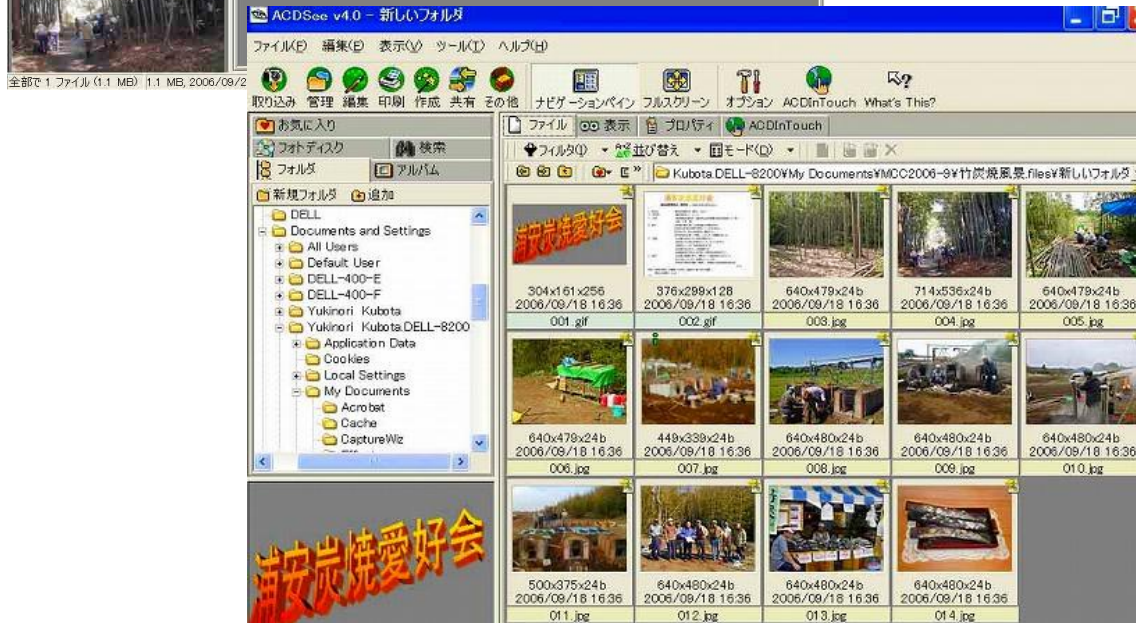 全部で 1 ファイル (1.1 MB) 1.1 MB, 2006/09/2
ACDSee v4.0 - 新しいフォルダ
ファイル(F) 編集(E) 表示(V) ツール(T) ヘルプ(H)
取り込み 管理 編集 印刷 作成 共有 その他 ナビゲーションペイン フルスクリーン オプション ACDInTouch What's This?
お気に入り
フォトディスク 検索
フォルダ アルバム
新規フォルダ 追加
DELL
Documents and Settings
All Users
Default User
DELL-400-E
DELL-400-F
Yukinori Kubota
Yukinori Kubota.DELL-8200
Application Data
Cookies
Local Settings
My Documents
Acrobat
Cache
CaptureWiz
浦安炭焼愛好会
ファイル 表示 プロパティ ACDInTouch
フィルタ(I) 並び替え モード(D)
Kubota.DELL-8200¥My Documents¥MCC2006-9¥竹炭焼風景.files¥新しいフォルダ
浦安炭焼愛好会
304x161x256 376x299x128 640x479x24b 714x536x24b 640x479x24b
2006/09/18 16:36 2006/09/18 16:36 2006/09/18 16:36 2006/09/18 16:36 2006/09/18 16:36
001.gif 002.gif 003.jpg 004.jpg 005.jpg
640x479x24b 449x339x24b 640x480x24b 640x480x24b 640x480x24b
2006/09/18 16:36 2006/09/18 16:36 2006/09/18 16:36 2006/09/18 16:36 2006/09/18 16:36
006.jpg 007.jpg 008.jpg 009.jpg 010.jpg
500x375x24b 640x480x24b 640x480x24b 640x480x24b
2006/09/18 16:36 2006/09/18 16:36 2006/09/18 16:36 2006/09/18 16:36
011.jpg 012.jpg 013.jpg 014.jpg